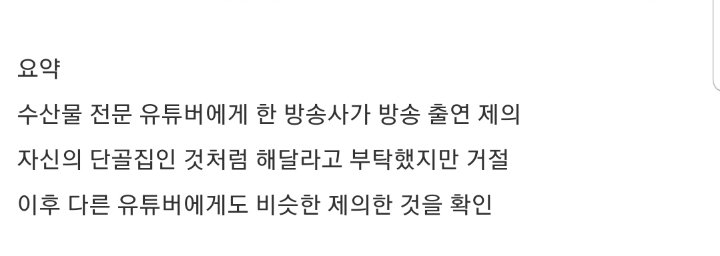 요약
수산물 전문 유튜버에게 한 방송사가 방송 출연 제의
자신의 단골집인 것처럼 해달라고 부탁했지만 거절
이후 다른 유튜버에게도 비슷한 제의한 것을 확인